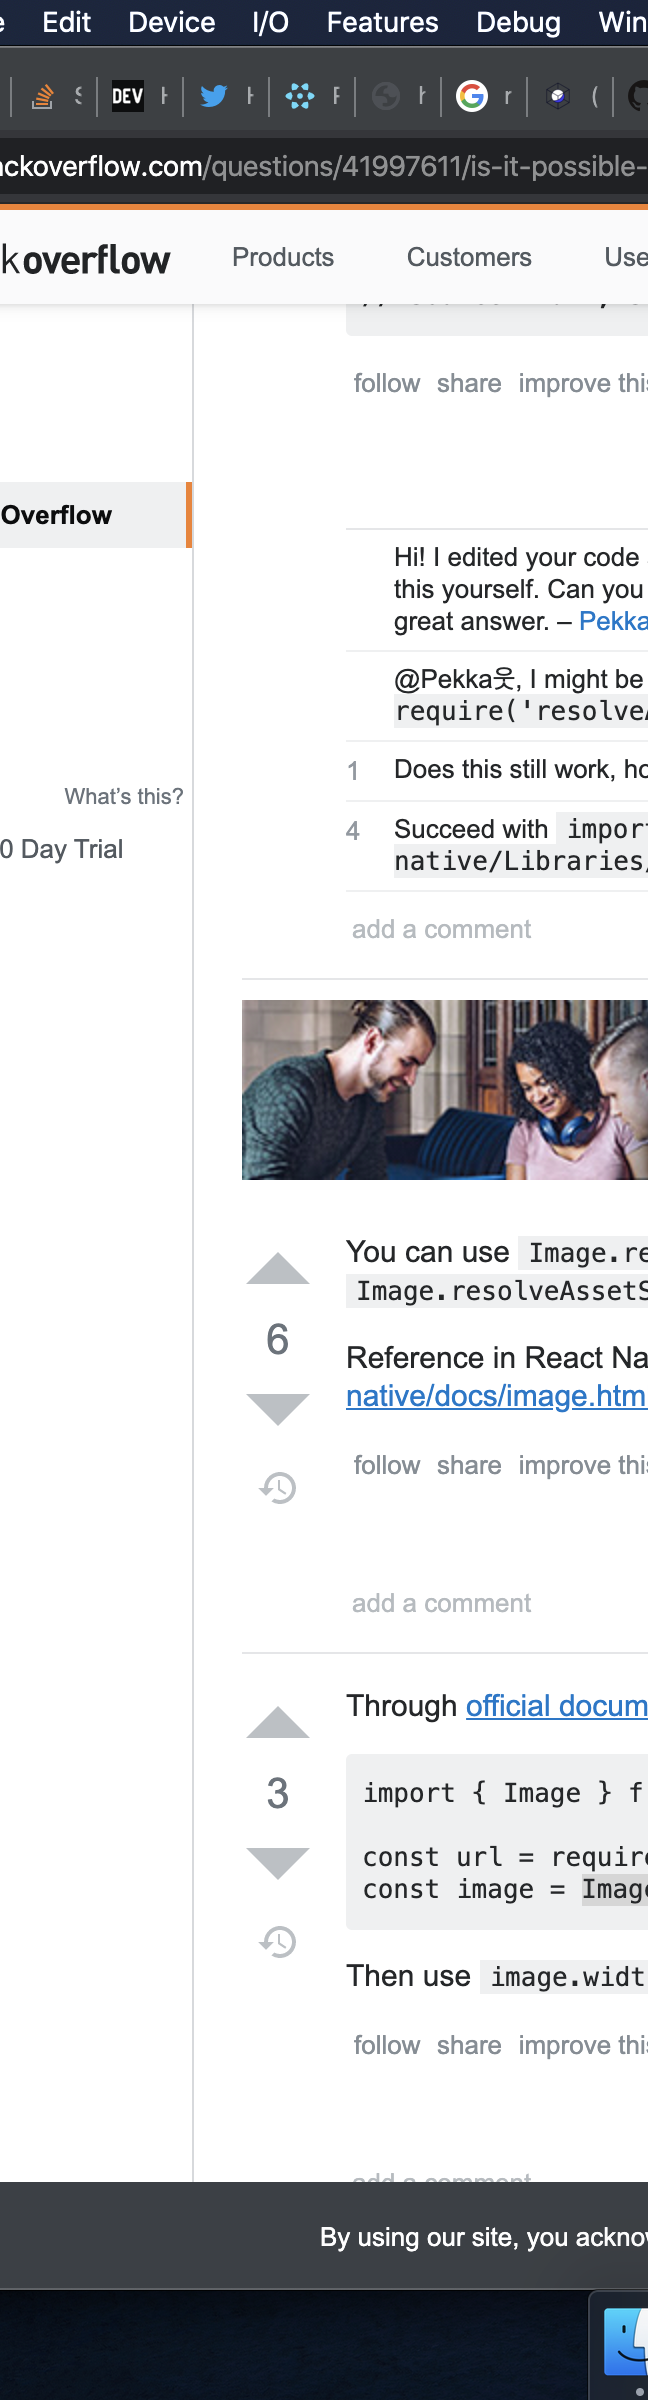 Edit Device I/O Features Debug Win
DEV
ckoverflow.com/questions/41997611/is-it-possible-
koverflow Products Customers Use
follow share improve this
Overflow
Hi! I edited your code
this yourself. Can you
great answer. – Pekka
@Pekka웃, I might be
require('resolveA
What's this?
1 Does this still work, ho
0 Day Trial
4 Succeed with import
native/Libraries/
add a comment
You can use Image.re
Image.resolveAssetS
6
Reference in React Na
native/docs/image.htm
follow share improve this
add a comment
Through official docum
3
import { Image } f
const url = require
const image = Image
Then use image.widt
follow share improve this
add a comment
By using our site, you acknow